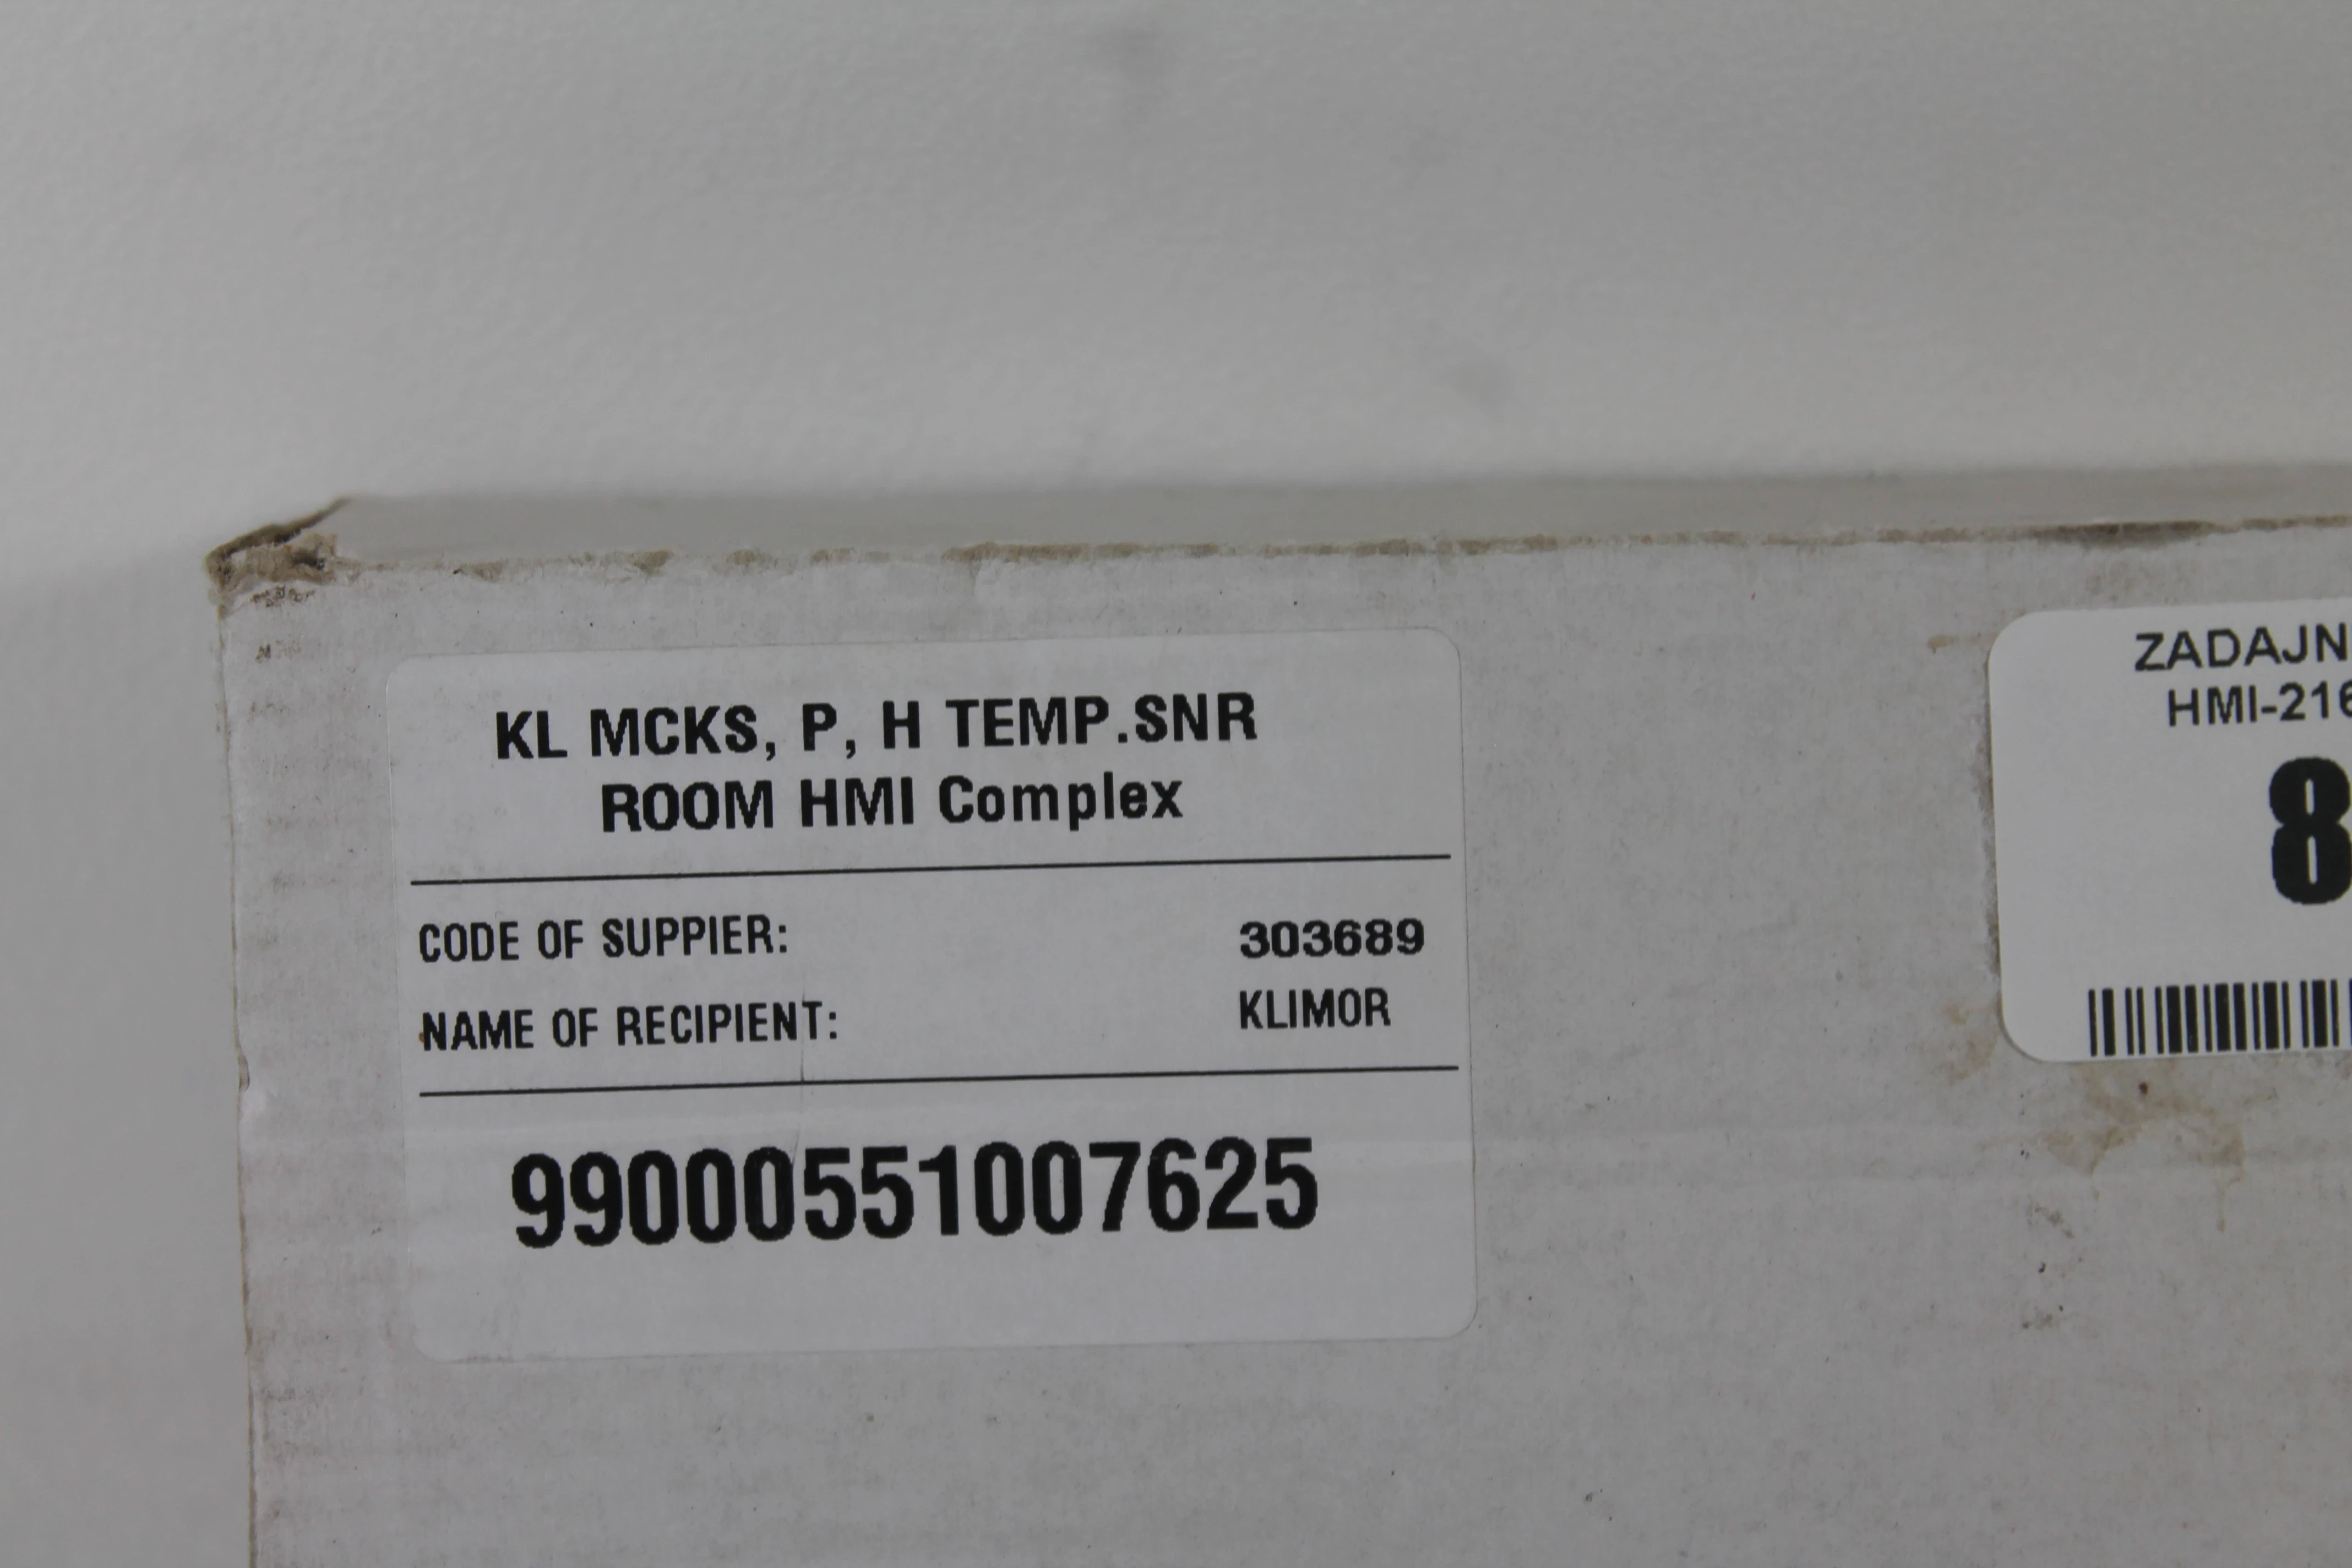 KL MCKS, P, H TEMP.SNR
ROOM HMI Complex
CODE OF SUPPIER: 303689
NAME OF RECIPIENT: KLIMOR
99000551007625
ZADAJN
HMI-216
8